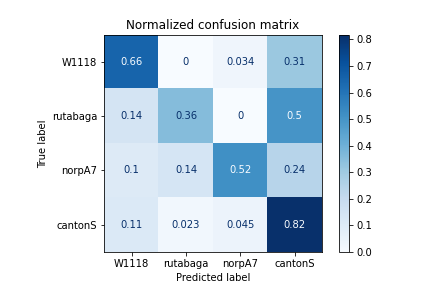 Normalized confusion matrix
W1118 0.66 0 0.034 0.31
rutabaga 0.14 0.36 0 0.5
norpA7 0.1 0.14 0.52 0.24
cantonS 0.11 0.023 0.045 0.82
W1118 rutabaga norpA7 cantonS
Predicted label
True label
0.8
0.7
0.6
0.5
0.4
0.3
0.2
0.1
0.0